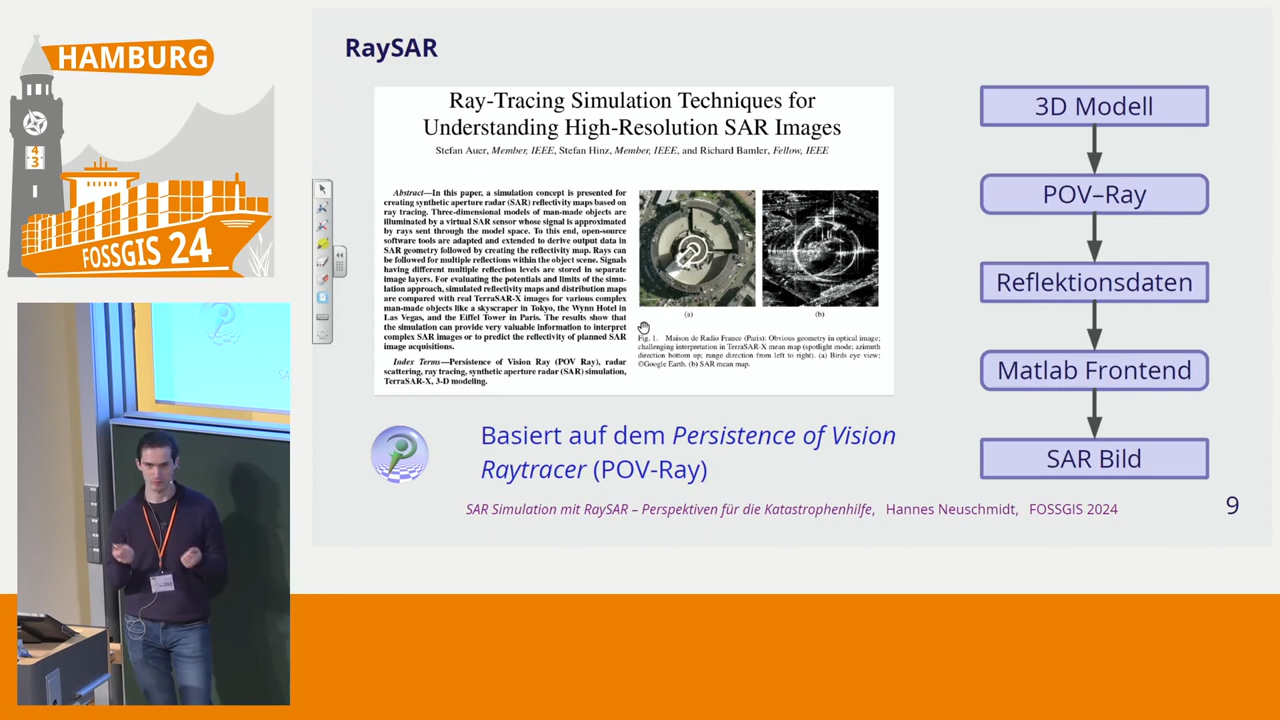 HAMBURG
4
3
FOSSGIS 24
RaySAR
Ray-Tracing Simulation Techniques for
Understanding High-Resolution SAR Images
Stefan Auer, Member, IEEE, Stefan Hinz, Member, IEEE, and Richard Bamler, Fellow, IEEE
Abstract—In this paper, a simulation concept is presented for
creating synthetic aperture radar (SAR) reflectivity maps based on
ray tracing. Three-dimensional models of man-made objects are
illuminated by a virtual SAR sensor whose signal is approximated
by rays sent through the model space. To this end, open-source
software tools are adapted and extended to derive output data in
SAR geometry followed by creating the reflectivity map. Rays can
be followed for multiple reflections within the object scene. Signals
having different multiple reflection levels are stored in separate
image layers. For evaluating the potentials and limits of the simu-
lation approach, simulated reflectivity maps and distribution maps
are compared with real TerraSAR-X images for various complex
man-made objects like a skyscraper in Tokyo, the Wynn Hotel in
Las Vegas, and the Eiffel Tower in Paris. The results show that
the simulation can provide very valuable information to interpret
complex SAR images or to predict the reflectivity of planned SAR
image acquisitions.
Index Terms—Persistence of Vision Ray (POV Ray), radar
scattering, ray tracing, synthetic aperture radar (SAR) simulation,
TerraSAR-X, 3-D modeling.
(a)
(b)
Fig. 1. Maison de Radio France (Paris): Obvious geometry in optical image;
challenging interpretation in TerraSAR-X mean map (spotlight mode; azimuth
direction bottom up; range direction from left to right). (a) Birds eye view;
©Google Earth. (b) SAR mean map.
Basiert auf dem Persistence of Vision
Raytracer (POV-Ray)
3D Modell
POV–Ray
Reflektionsdaten
Matlab Frontend
SAR Bild
SAR Simulation mit RaySAR – Perspektiven für die Katastrophenhilfe, Hannes Neuschmidt, FOSSGIS 2024
9
SA